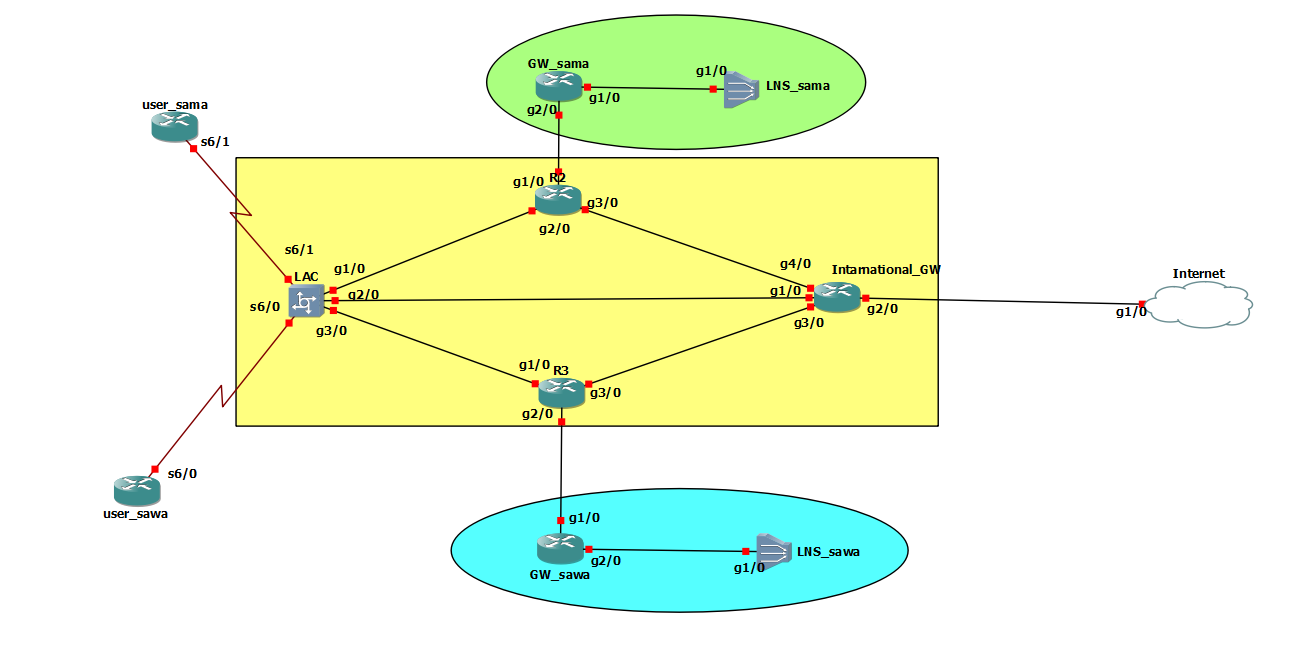 GW_sama
g1/0
LNS_sama
g1/0
g2/0
user_sama
s6/1
g1/0
R2
g3/0
g2/0
s6/1
g1/0
LAC
g2/0
s6/0
g3/0
g4/0
Intarnational_GW
g1/0
g2/0
g3/0
Internet
g1/0
g1/0
R3
g3/0
g2/0
s6/0
user_sawa
g1/0
g2/0
GW_sawa
LNS_sawa
g1/0